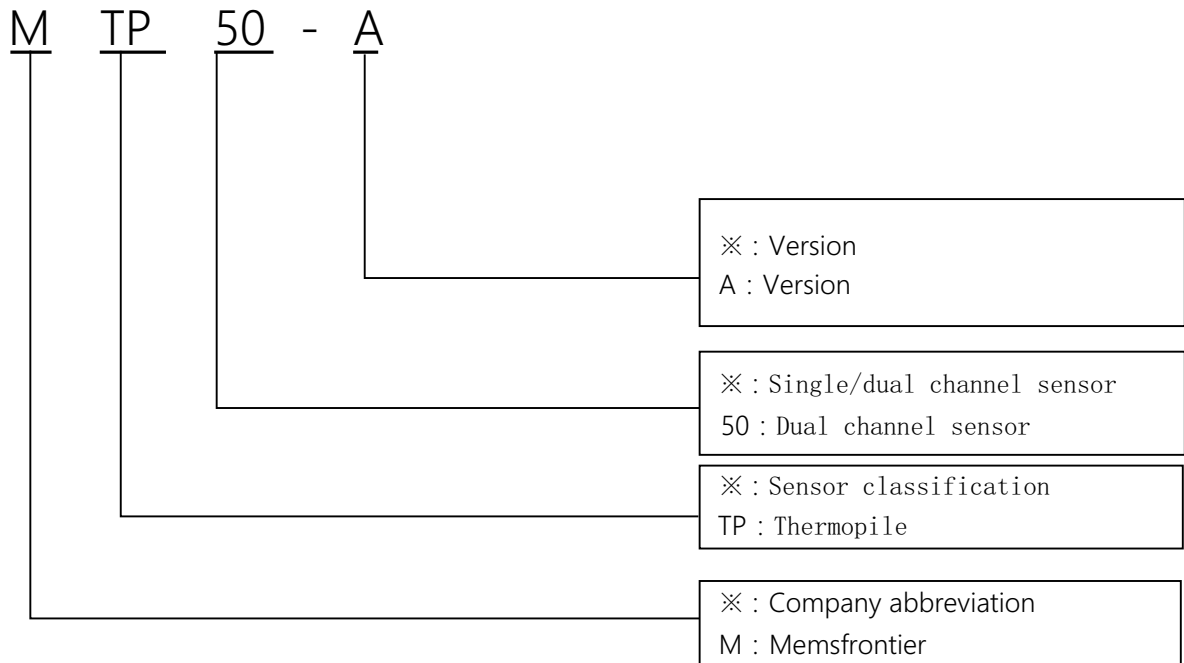 M TP 50 - A
※：Version
A：Version
※：Single/dual channel sensor
50：Dual channel sensor
※：Sensor classification
TP：Thermopile
※：Company abbreviation
M：Memsfrontier